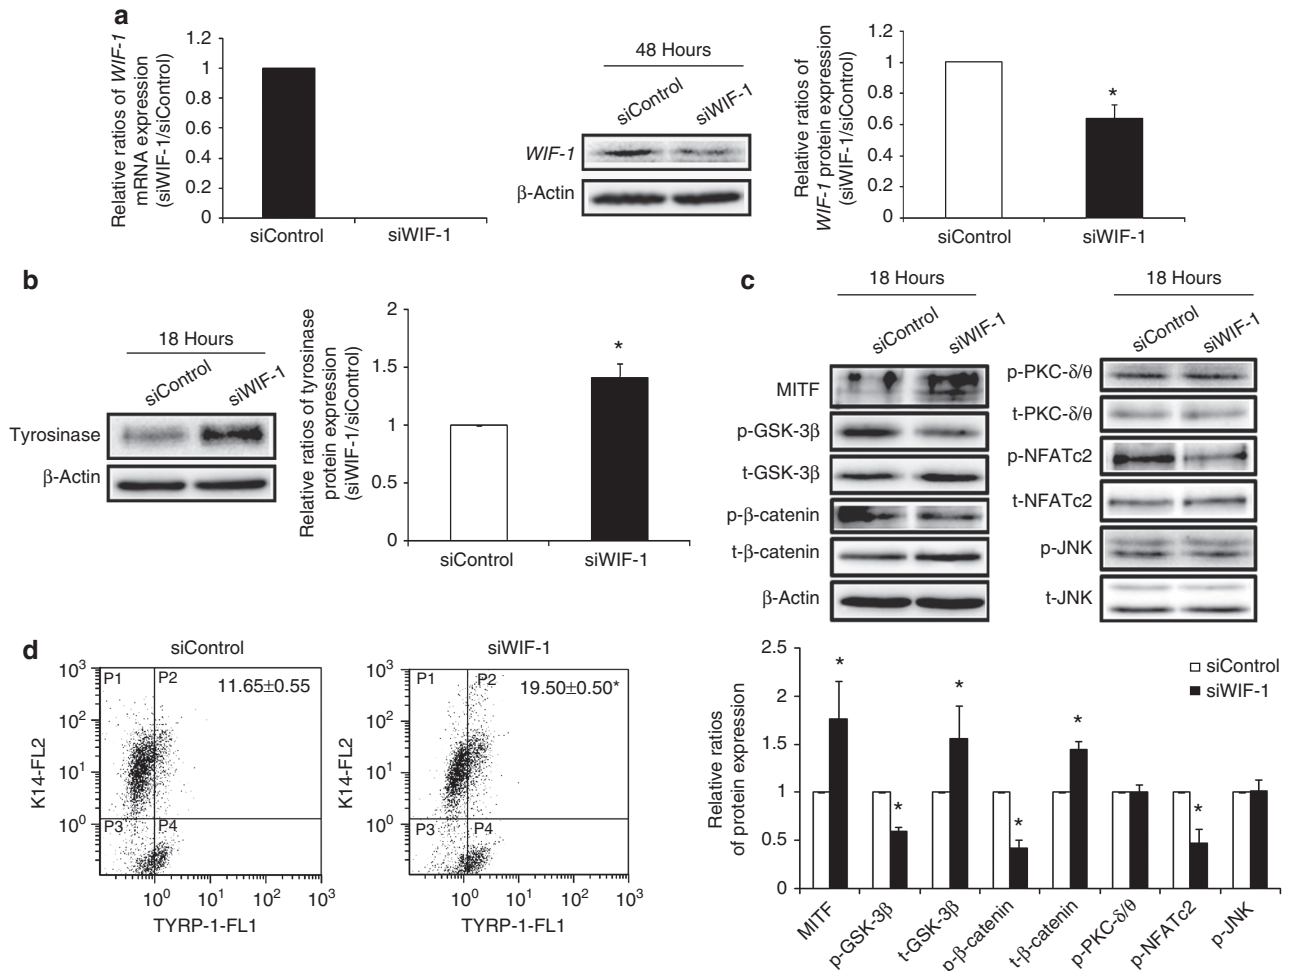 a
Relative ratios of WIF-1
mRNA expression
(siWIF-1/siControl)
1.2
1
0.8
0.6
0.4
0.2
0
siControl
siWIF-1
48 Hours
siControl
siWIF-1
WIF-1
β-Actin
Relative ratios of
WIF-1 protein expression
(siWIF-1/siControl)
1.2
1
0.8
0.6
0.4
0.2
0
*
siControl
siWIF-1
b
18 Hours
siControl
siWIF-1
Tyrosinase
β-Actin
Relative ratios of tyrosinase
protein expression
(siWIF-1/siControl)
2
1.5
1
0.5
0
*
siControl
siWIF-1
c
18 Hours
siControl
siWIF-1
MITF
p-GSK-3β
t-GSK-3β
p-β-catenin
t-β-catenin
β-Actin
18 Hours
siControl
siWIF-1
p-PKC-δ/θ
t-PKC-δ/θ
p-NFATc2
t-NFATc2
p-JNK
t-JNK
Relative ratios
of protein expression
2.5
2
1.5
1
0.5
0
siControl
siWIF-1
*
*
*
*
*
*
MITF
p-GSK-3β
t-GSK-3β
p-β-catenin
t-β-catenin
p-PKC-δ/θ
p-NFATc2
p-JNK
d
siControl
K14-FL2
10³
10²
10¹
10⁰
P1
P2
11.65±0.55
P3
P4
10⁰
10¹
10²
10³
TYRP-1-FL1
siWIF-1
K14-FL2
10³
10²
10¹
10⁰
P1
P2
19.50±0.50*
P3
P4
10⁰
10¹
10²
10³
TYRP-1-FL1